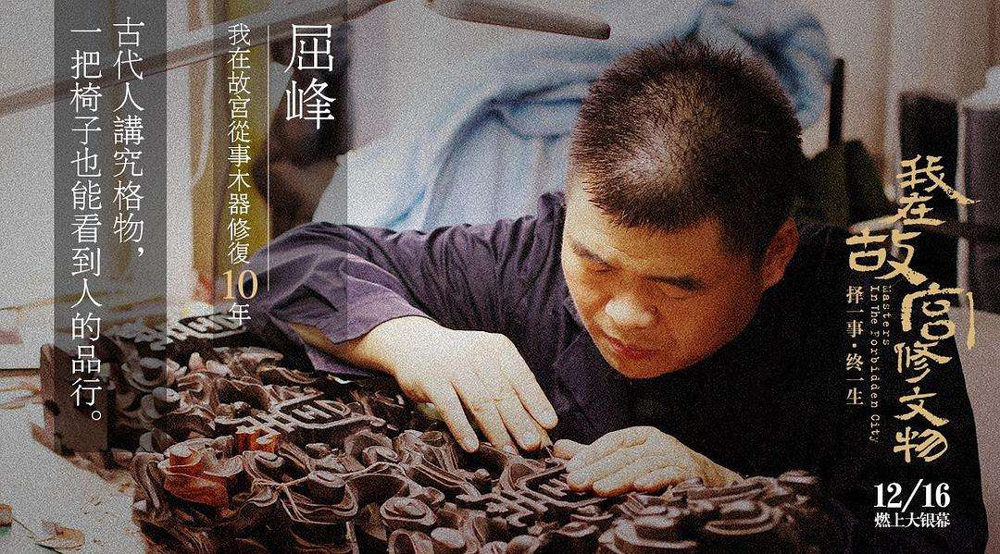 古代人講究格物，
一把椅子也能看到人的品行。
屈峰
我在故宮從事木器修復10年
我在故宫修文物
Masters
In The Forbidden City
择一事·终一生
12/16
燃上大银幕